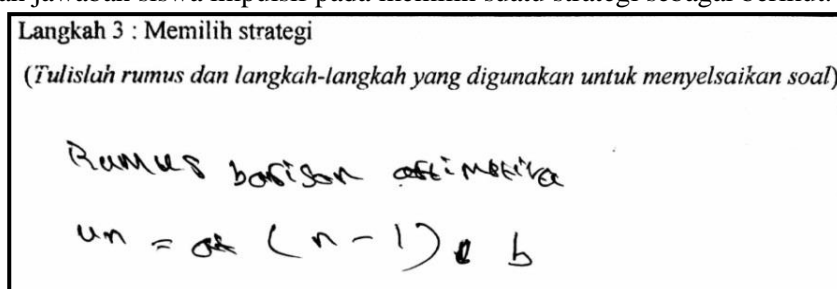 Langkah 3 : Memilih strategi
(Tulislah rumus dan langkah-langkah yang digunakan untuk menyelsaikan soal)
Rumus barisan aritmetika
un = a (n - 1) b